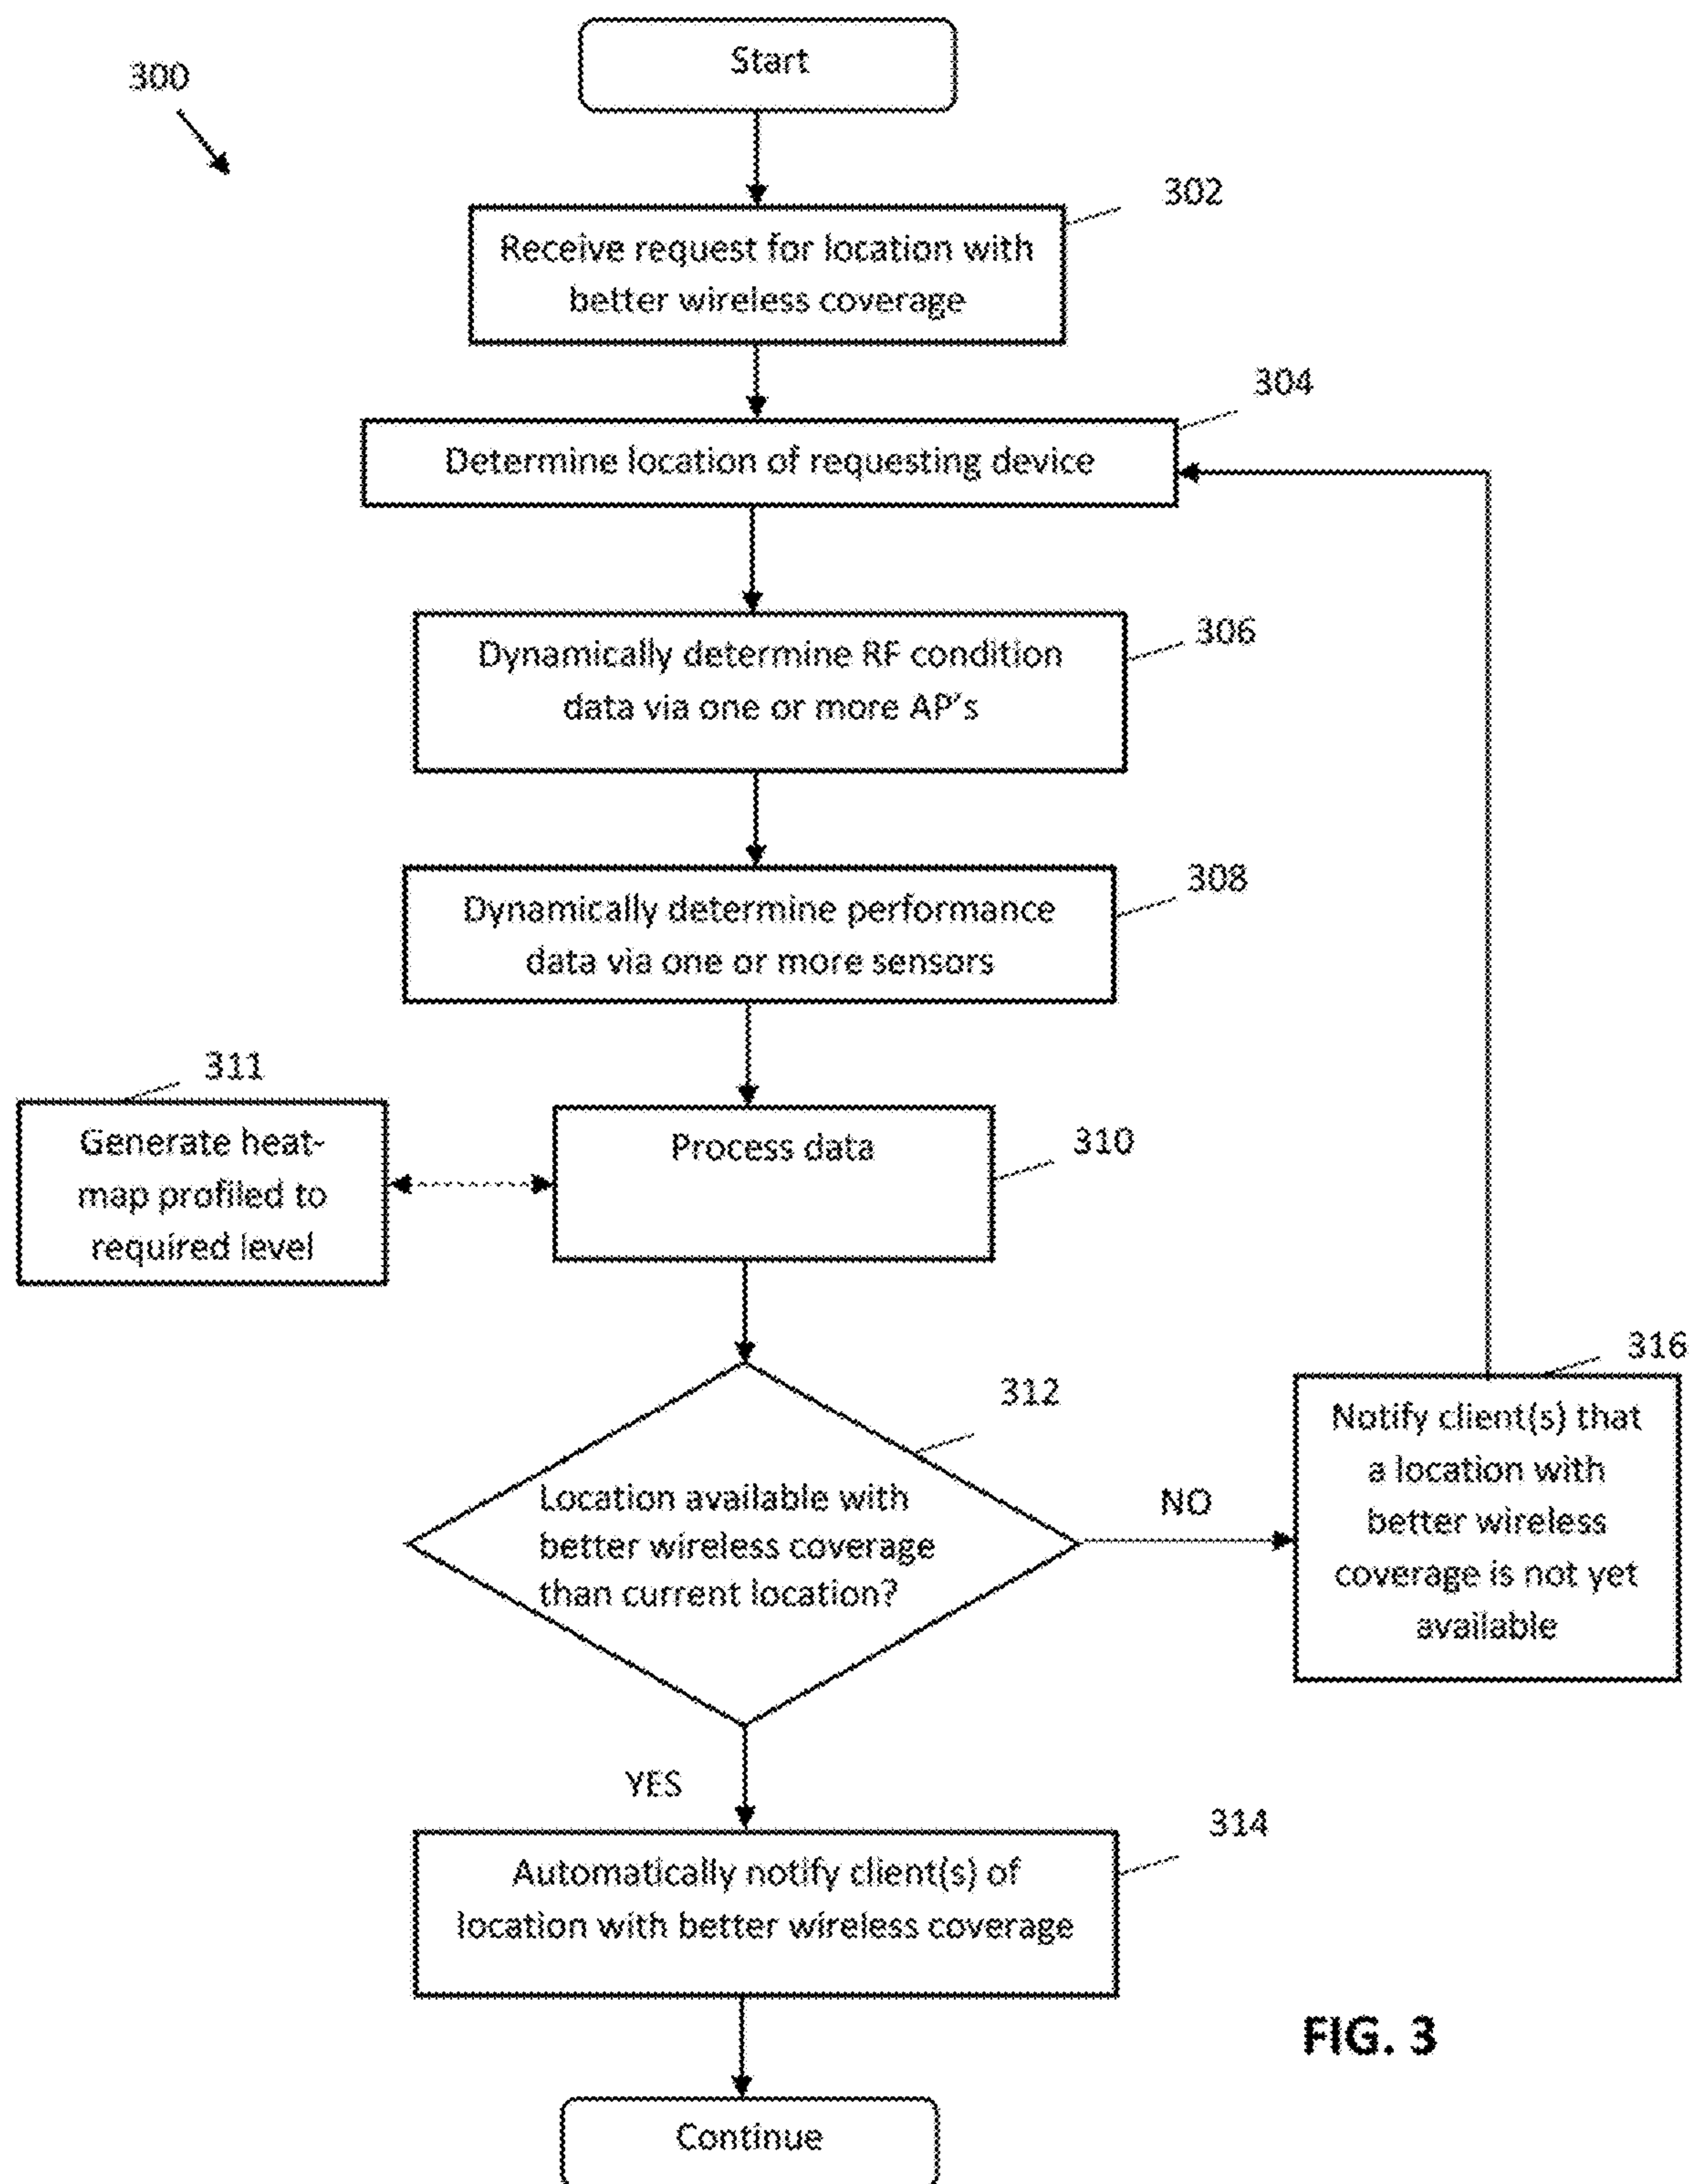 Start
300
302
Receive request for location with
better wireless coverage
304
Determine location of requesting device
306
Dynamically determine RF condition
data via one or more AP's
308
Dynamically determine performance
data via one or more sensors
311
Generate heat-
map profiled to
required level
Process data
310
312
Location available with
better wireless coverage
than current location?
NO
316
Notify client(s) that
a location with
better wireless
coverage is not yet
available
YES
314
Automatically notify client(s) of
location with better wireless coverage
FIG. 3
Continue